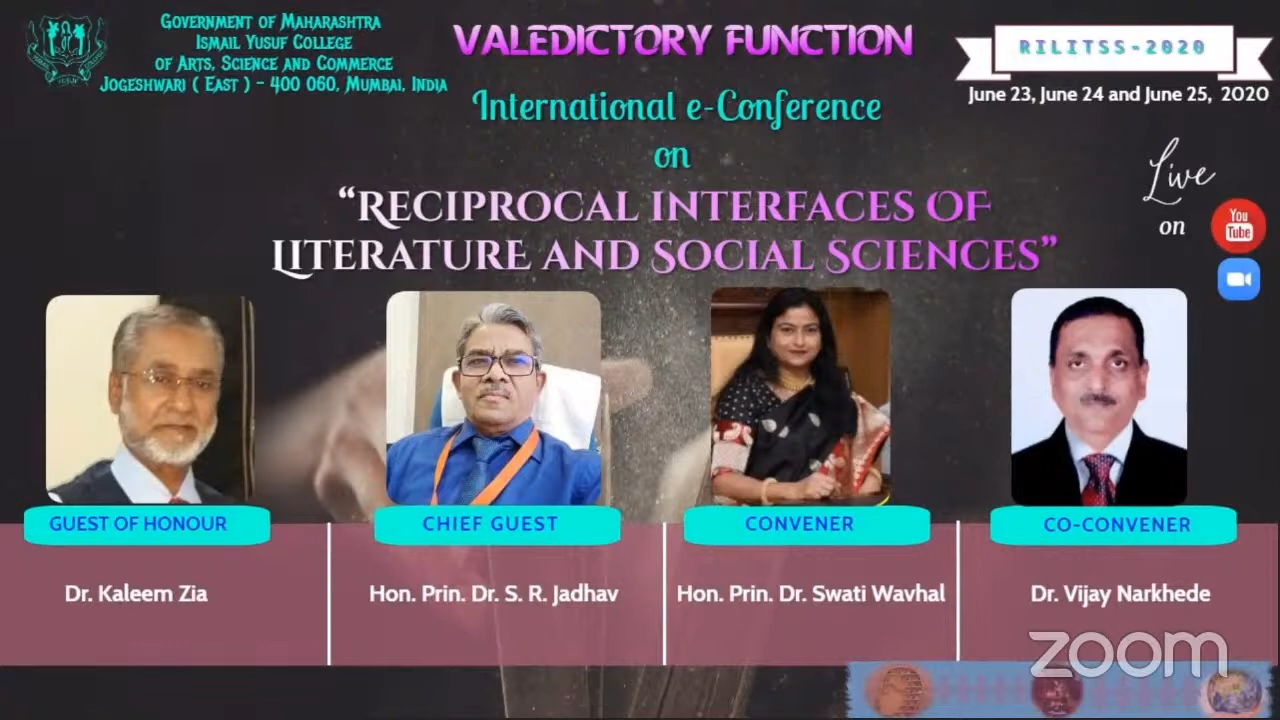 Government of Maharashtra
Ismail Yusuf College
of Arts, Science and Commerce
Jogeshwari ( East ) - 400 060, Mumbai, India
VALEDICTORY FUNCTION
International e-Conference
on
“RECIPROCAL INTERFACES OF
LITERATURE AND SOCIAL SCIENCES”
RILITSS-2020
June 23, June 24 and June 25, 2020
Live
on
You
Tube
GUEST OF HONOUR
CHIEF GUEST
CONVENER
CO-CONVENER
Dr. Kaleem Zia
Hon. Prin. Dr. S. R. Jadhav
Hon. Prin. Dr. Swati Wavhal
Dr. Vijay Narkhede
zoom